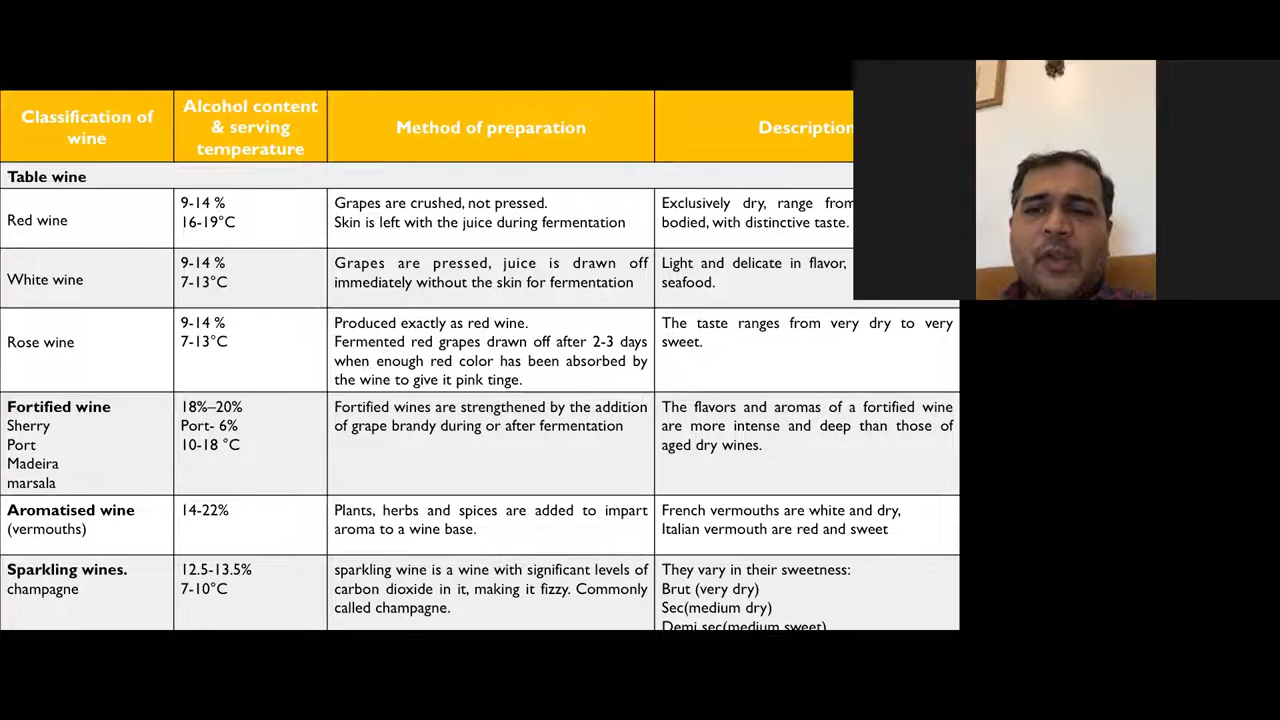 Classification of
wine
Alcohol content
& serving
temperature
Method of preparation
Description
Table wine
Red wine
9-14 %
16-19°C
Grapes are crushed, not pressed.
Skin is left with the juice during fermentation
Exclusively dry, range from
bodied, with distinctive taste.
White wine
9-14 %
7-13°C
Grapes are pressed, juice is drawn off
immediately without the skin for fermentation
Light and delicate in flavor,
seafood.
Rose wine
9-14 %
7-13°C
Produced exactly as red wine.
Fermented red grapes drawn off after 2-3 days
when enough red color has been absorbed by
the wine to give it pink tinge.
The taste ranges from very dry to very
sweet.
Fortified wine
Sherry
Port
Madeira
marsala
18%–20%
Port- 6%
10-18 °C
Fortified wines are strengthened by the addition
of grape brandy during or after fermentation
The flavors and aromas of a fortified wine
are more intense and deep than those of
aged dry wines.
Aromatised wine
(vermouths)
14-22%
Plants, herbs and spices are added to impart
aroma to a wine base.
French vermouths are white and dry,
Italian vermouth are red and sweet
Sparkling wines.
champagne
12.5-13.5%
7-10°C
sparkling wine is a wine with significant levels of
carbon dioxide in it, making it fizzy. Commonly
called champagne.
They vary in their sweetness:
Brut (very dry)
Sec(medium dry)
Demi sec(medium sweet)